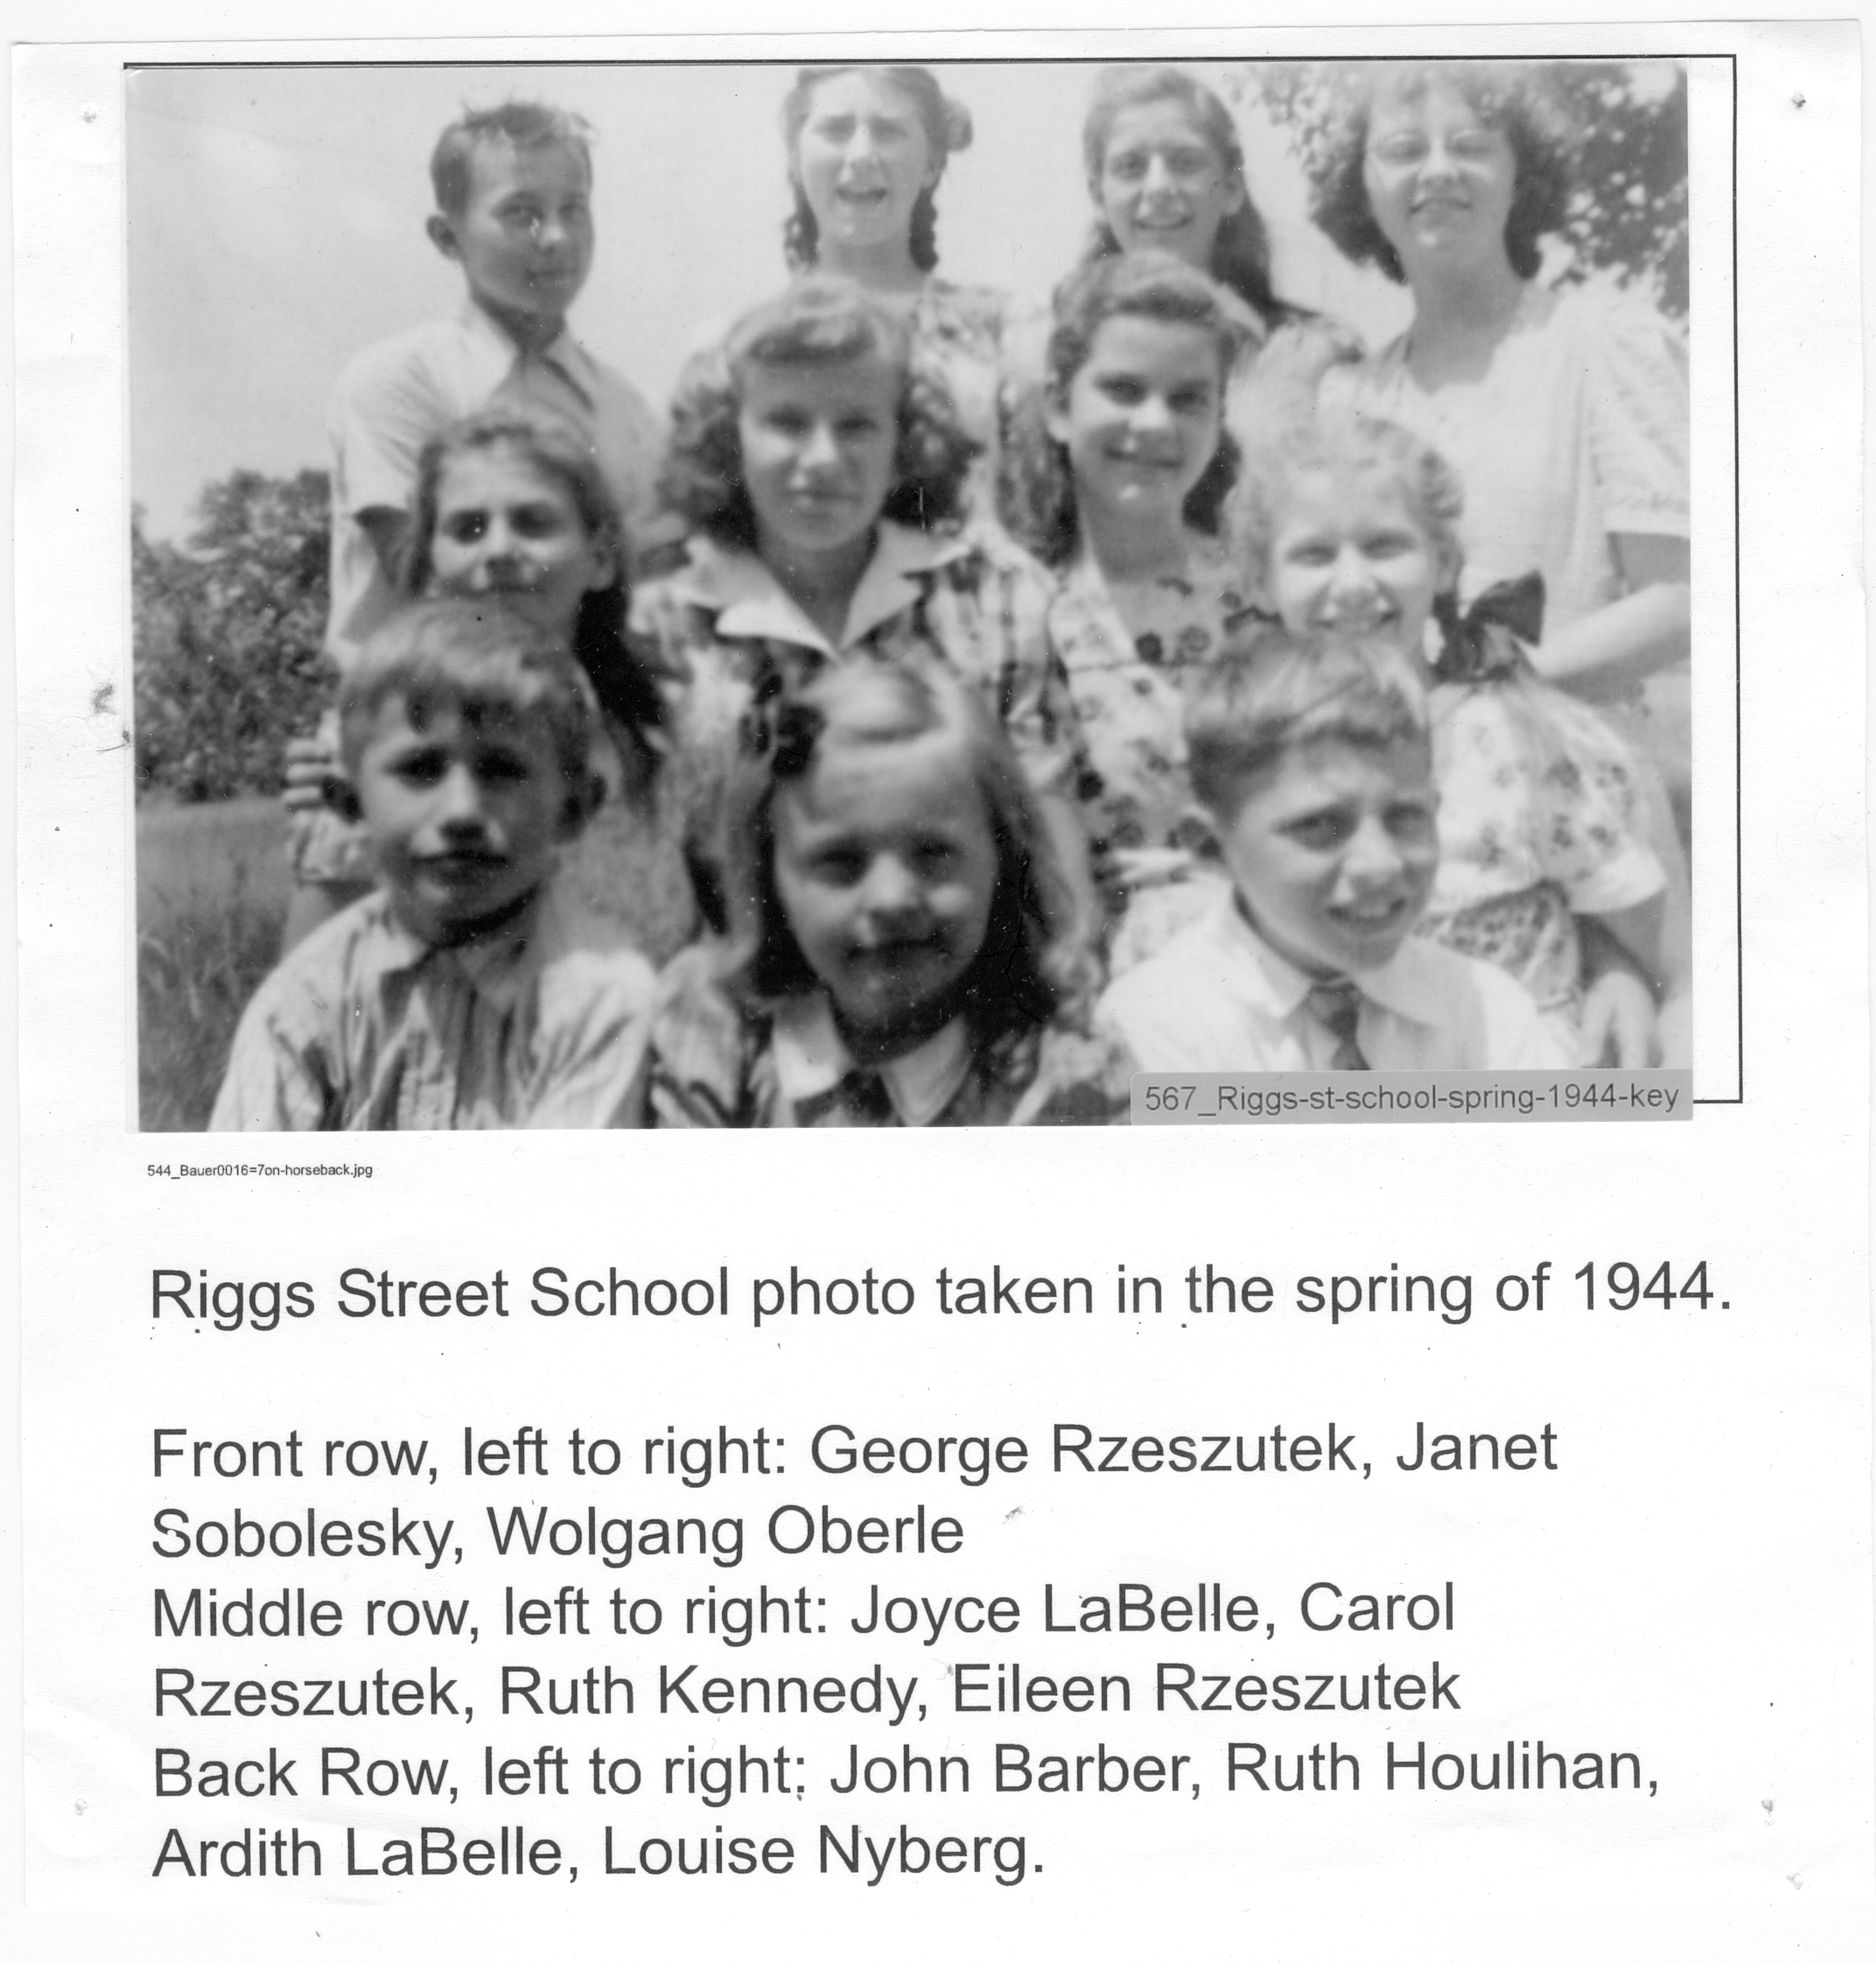 567_Riggs-st-school-spring-1944-key
544_Bauer0016=7on-horseback.jpg
Riggs Street School photo taken in the spring of 1944.
Front row, left to right: George Rzeszutek, Janet
Sobolesky, Wolgang Oberle
Middle row, left to right: Joyce LaBelle, Carol
Rzeszutek, Ruth Kennedy, Eileen Rzeszutek
Back Row, left to right: John Barber, Ruth Houlihan,
Ardith LaBelle, Louise Nyberg.